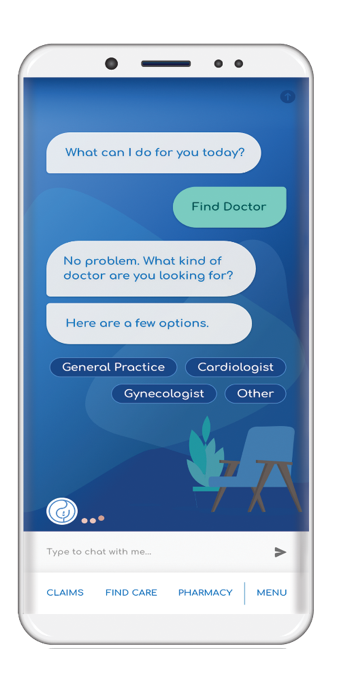 What can I do for you today?
Find Doctor
No problem. What kind of
doctor are you looking for?
Here are a few options.
General Practice
Cardiologist
Gynecologist
Other
Type to chat with me...
CLAIMS
FIND CARE
PHARMACY
MENU